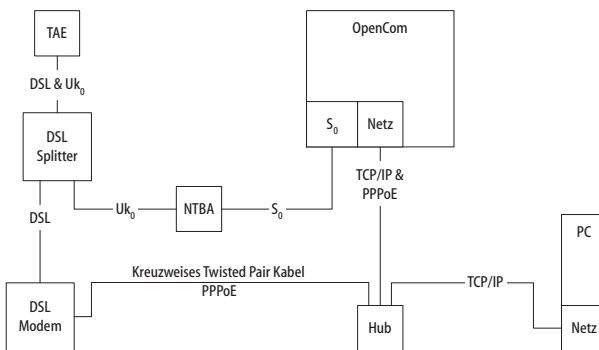 TAE
OpenCom
DSL & Uk₀
S₀
Netz
DSL
Splitter
TCP/IP &
PPPoE
DSL
Uk₀
NTBA
S₀
PC
Kreuzweises Twisted Pair Kabel
PPPoE
TCP/IP
DSL
Modem
Hub
Netz